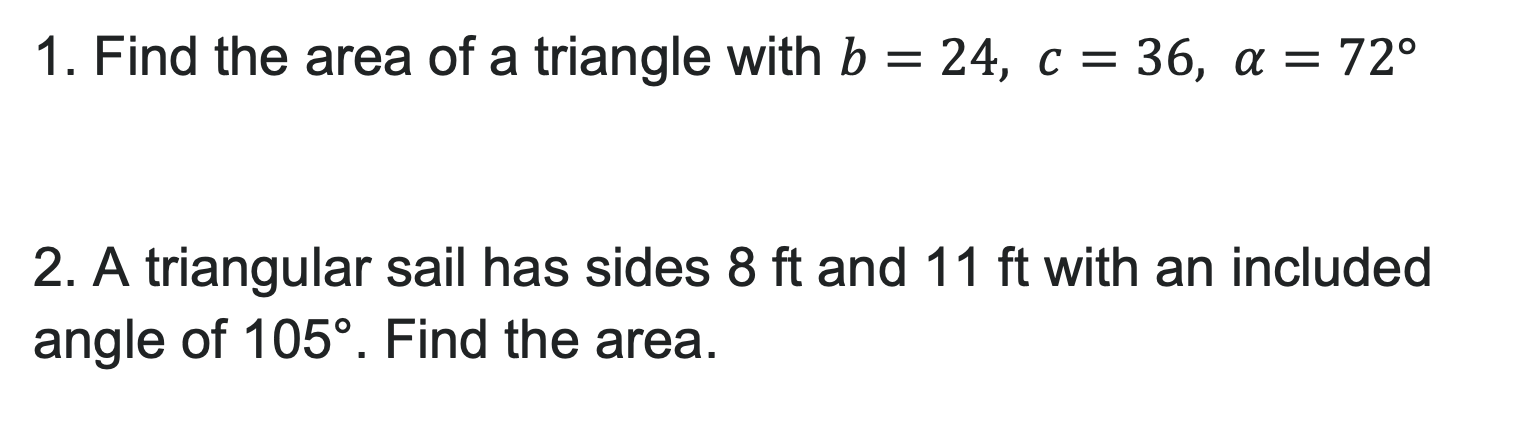 1. Find the area of a triangle with b = 24, c = 36, α = 72°
2. A triangular sail has sides 8 ft and 11 ft with an included
angle of 105°. Find the area.